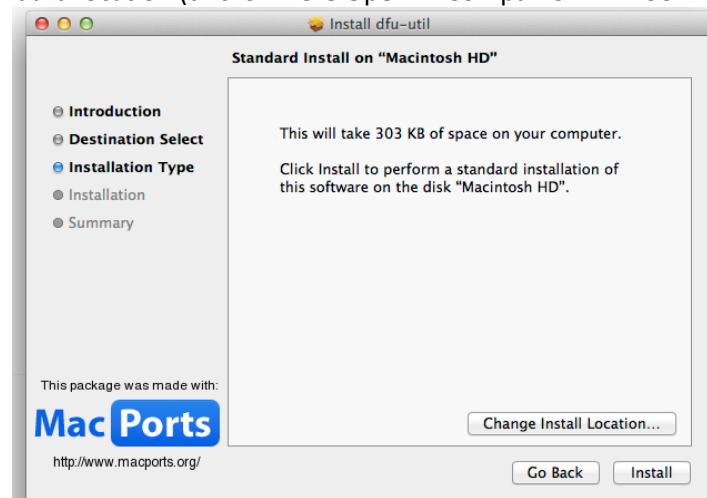 Install dfu-util
Standard Install on “Macintosh HD”
Introduction
Destination Select
Installation Type
Installation
Summary
This will take 303 KB of space on your computer.
Click Install to perform a standard installation of
this software on the disk “Macintosh HD”.
This package was made with:
Mac Ports
http://www.macports.org/
Change Install Location...
Go Back
Install